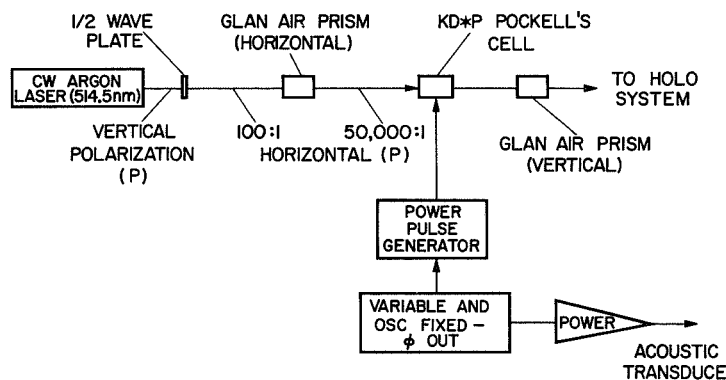 1/2 WAVE
PLATE
GLAN AIR PRISM
(HORIZONTAL)
KD*P POCKELL'S
CELL
CW ARGON
LASER (514.5nm)
TO HOLO
SYSTEM
VERTICAL
POLARIZATION
(P)
100:1
50,000:1
HORIZONTAL (P)
GLAN AIR PRISM
(VERTICAL)
POWER
PULSE
GENERATOR
VARIABLE AND
OSC FIXED –
ϕ OUT
POWER
ACOUSTIC
TRANSDUCE